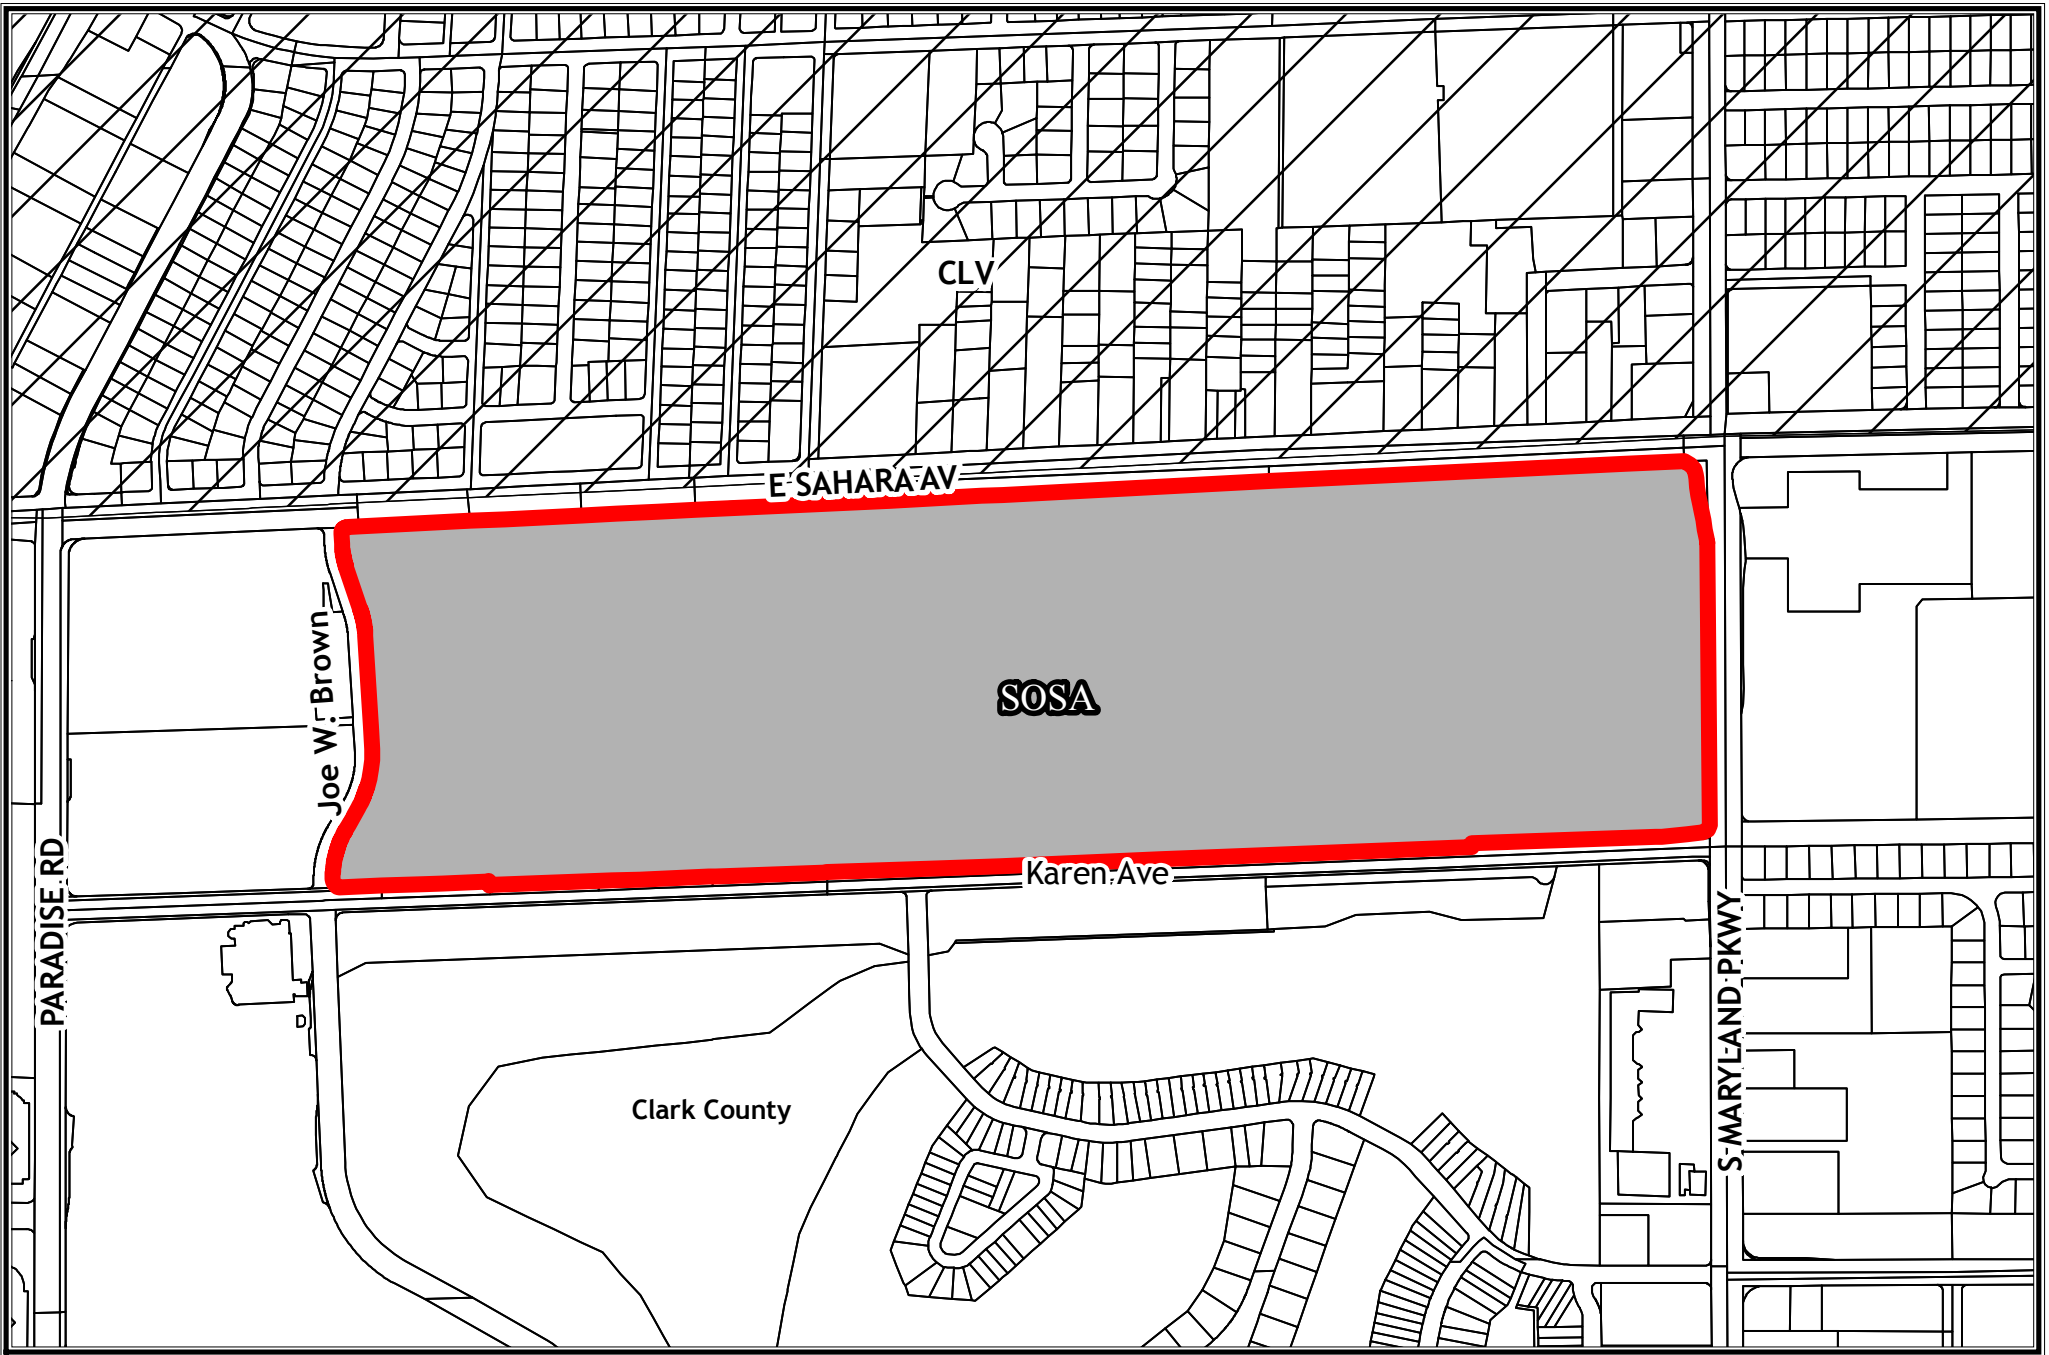 CLV
E SAHARA AV
Joe W. Brown
SOSA
Karen Ave
PARADISE RD
S MARYLAND PKWY
Clark County